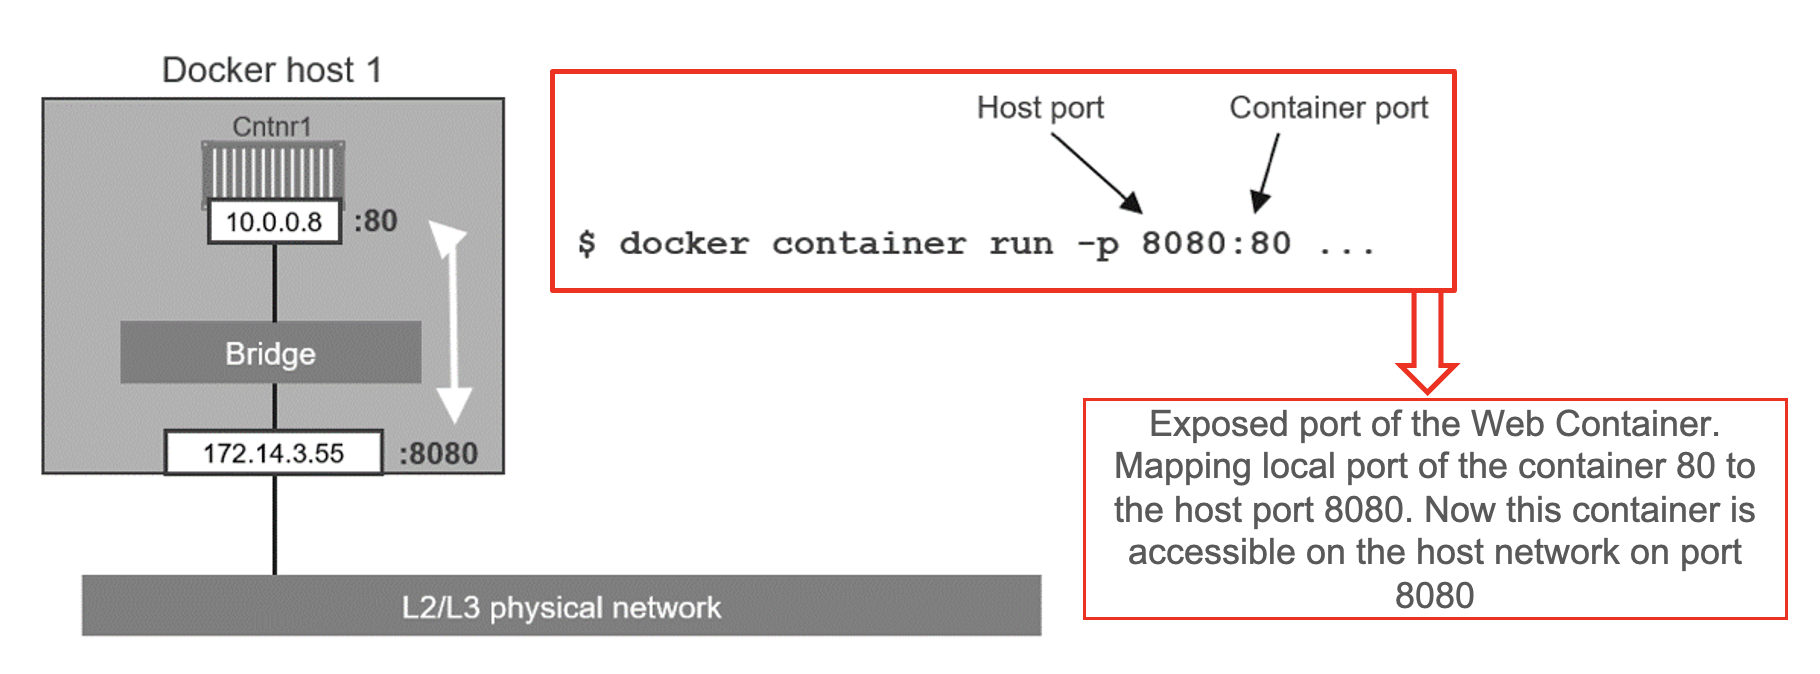 Docker host 1
Cntnr1
10.0.0.8 :80
Bridge
172.14.3.55 :8080
L2/L3 physical network
Host port Container port
$ docker container run -p 8080:80 ...
Exposed port of the Web Container.
Mapping local port of the container 80 to
the host port 8080. Now this container is
accessible on the host network on port
8080